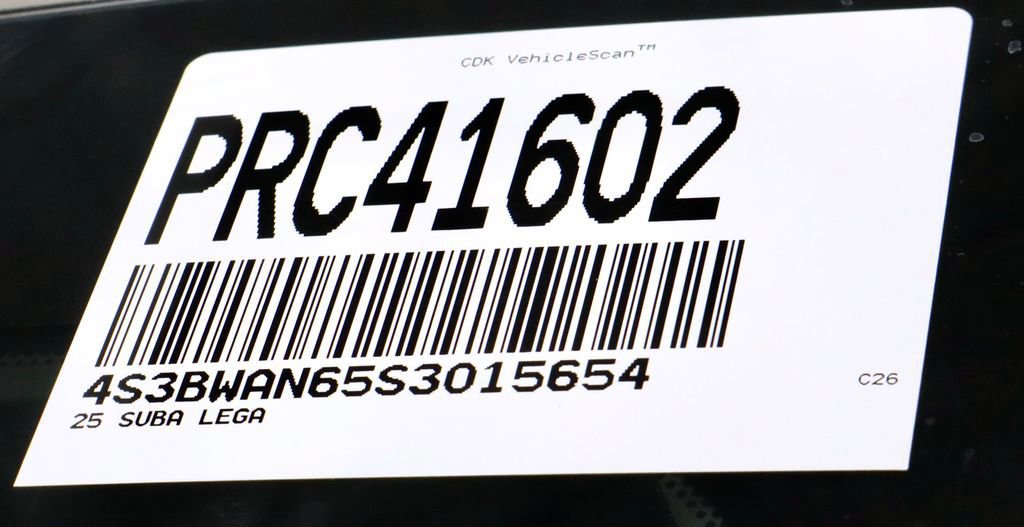 CDK VehicleScan™
PRC41602
4S3BWAN65S3015654
25 SUBA LEGA
C26